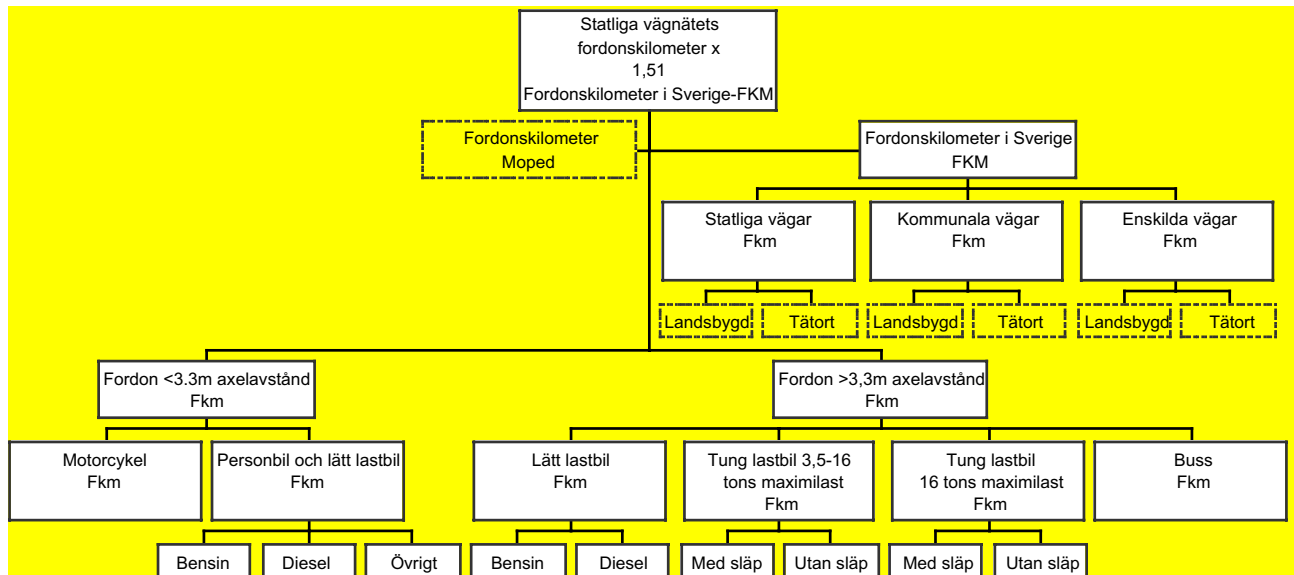 Statliga vägnätets
fordonskilometer x
1,51
Fordonskilometer i Sverige-FKM
Fordonskilometer
Moped
Fordonskilometer i Sverige
FKM
Statliga vägar
Fkm
Kommunala vägar
Fkm
Enskilda vägar
Fkm
Landsbygd
Tätort
Landsbygd
Tätort
Landsbygd
Tätort
Fordon <3.3m axelavstånd
Fkm
Fordon >3,3m axelavstånd
Fkm
Motorcykel
Fkm
Personbil och lätt lastbil
Fkm
Lätt lastbil
Fkm
Tung lastbil 3,5-16
tons maximilast
Fkm
Tung lastbil
16 tons maximilast
Fkm
Buss
Fkm
Bensin
Diesel
Övrigt
Bensin
Diesel
Med släp
Utan släp
Med släp
Utan släp